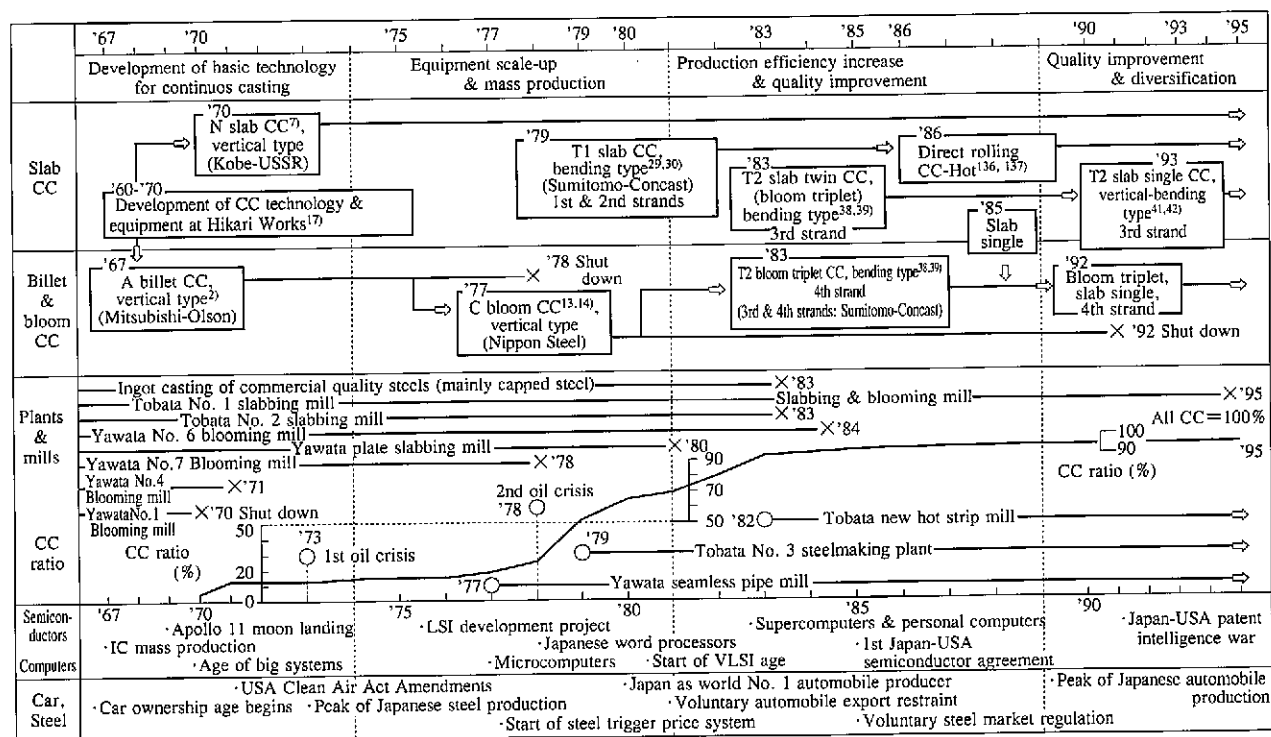 '67 '70 '75 '77 '79 '80 '83 '85 '86 '90 '93 '95
Development of hasic technology
for continuos casting
Equipment scale-up
& mass production
Production efficiency increase
& quality improvement
Quality improvement
& diversification
Slab
CC
'70
N slab CC7),
vertical type
(Kobe-USSR)
'60-'70
Development of CC technology &
equipment at Hikari Works17)
'79
T1 slab CC,
bending type29,30)
(Sumitomo-Concast)
1st & 2nd strands
'83
T2 slab twin CC,
(bloom triplet)
bending type38,39)
3rd strand
'86
Direct rolling
CC-Hot136, 137)
'85
Slab
single
'93
T2 slab single CC,
vertical-bending
type41,42)
3rd strand
Billet
&
bloom
CC
'67
A billet CC,
vertical type2)
(Mitsubishi-Olson)
'78 Shut
down
'77
C bloom CC13.14),
vertical type
(Nippon Steel)
'83
T2 bloom triplet CC, bending type38,39)
4th strand
(3rd & 4th strands: Sumitomo-Concast)
'92
Bloom triplet,
slab single,
4th strand
'92 Shut down
Plants
&
mills
Ingot casting of commercial quality steels (mainly capped steel) '83
Tobata No. 1 slabbing mill Slabbing & blooming mill '95
Tobata No. 2 slabbing mill '83
Yawata No. 6 blooming mill '84
Yawata plate slabbing mill '80
Yawata No.7 Blooming mill '78
Yawata No.4
Blooming mill
'71
YawataNo.1
Blooming mill
'70 Shut down
All CC=100%
100
90
'95
CC ratio (%)
90
70
50
CC
ratio
CC ratio
(%)
50
20
0
'73
1st oil crisis
2nd oil crisis
'78
'82 Tobata new hot strip mill
'79
Tobata No. 3 steelmaking plant
'77 Yawata seamless pipe mill
'67 '70 '75 '80 '85 '90
Semicon-
ductors
Computers
·Apollo 11 moon landing
·IC mass production
·Age of big systems
·LSI development project
·Japanese word processors
·Microcomputers
·Start of VLSI age
·Supercomputers & personal computers
·1st Japan-USA
semiconductor agreement
·Japan-USA patent
intelligence war
Car,
Steel
·USA Clean Air Act Amendments
·Car ownership age begins
·Peak of Japanese steel production
·Start of steel trigger price system
·Japan as world No. 1 automobile producer
·Voluntary automobile export restraint
·Voluntary steel market regulation
·Peak of Japanese automobile
production